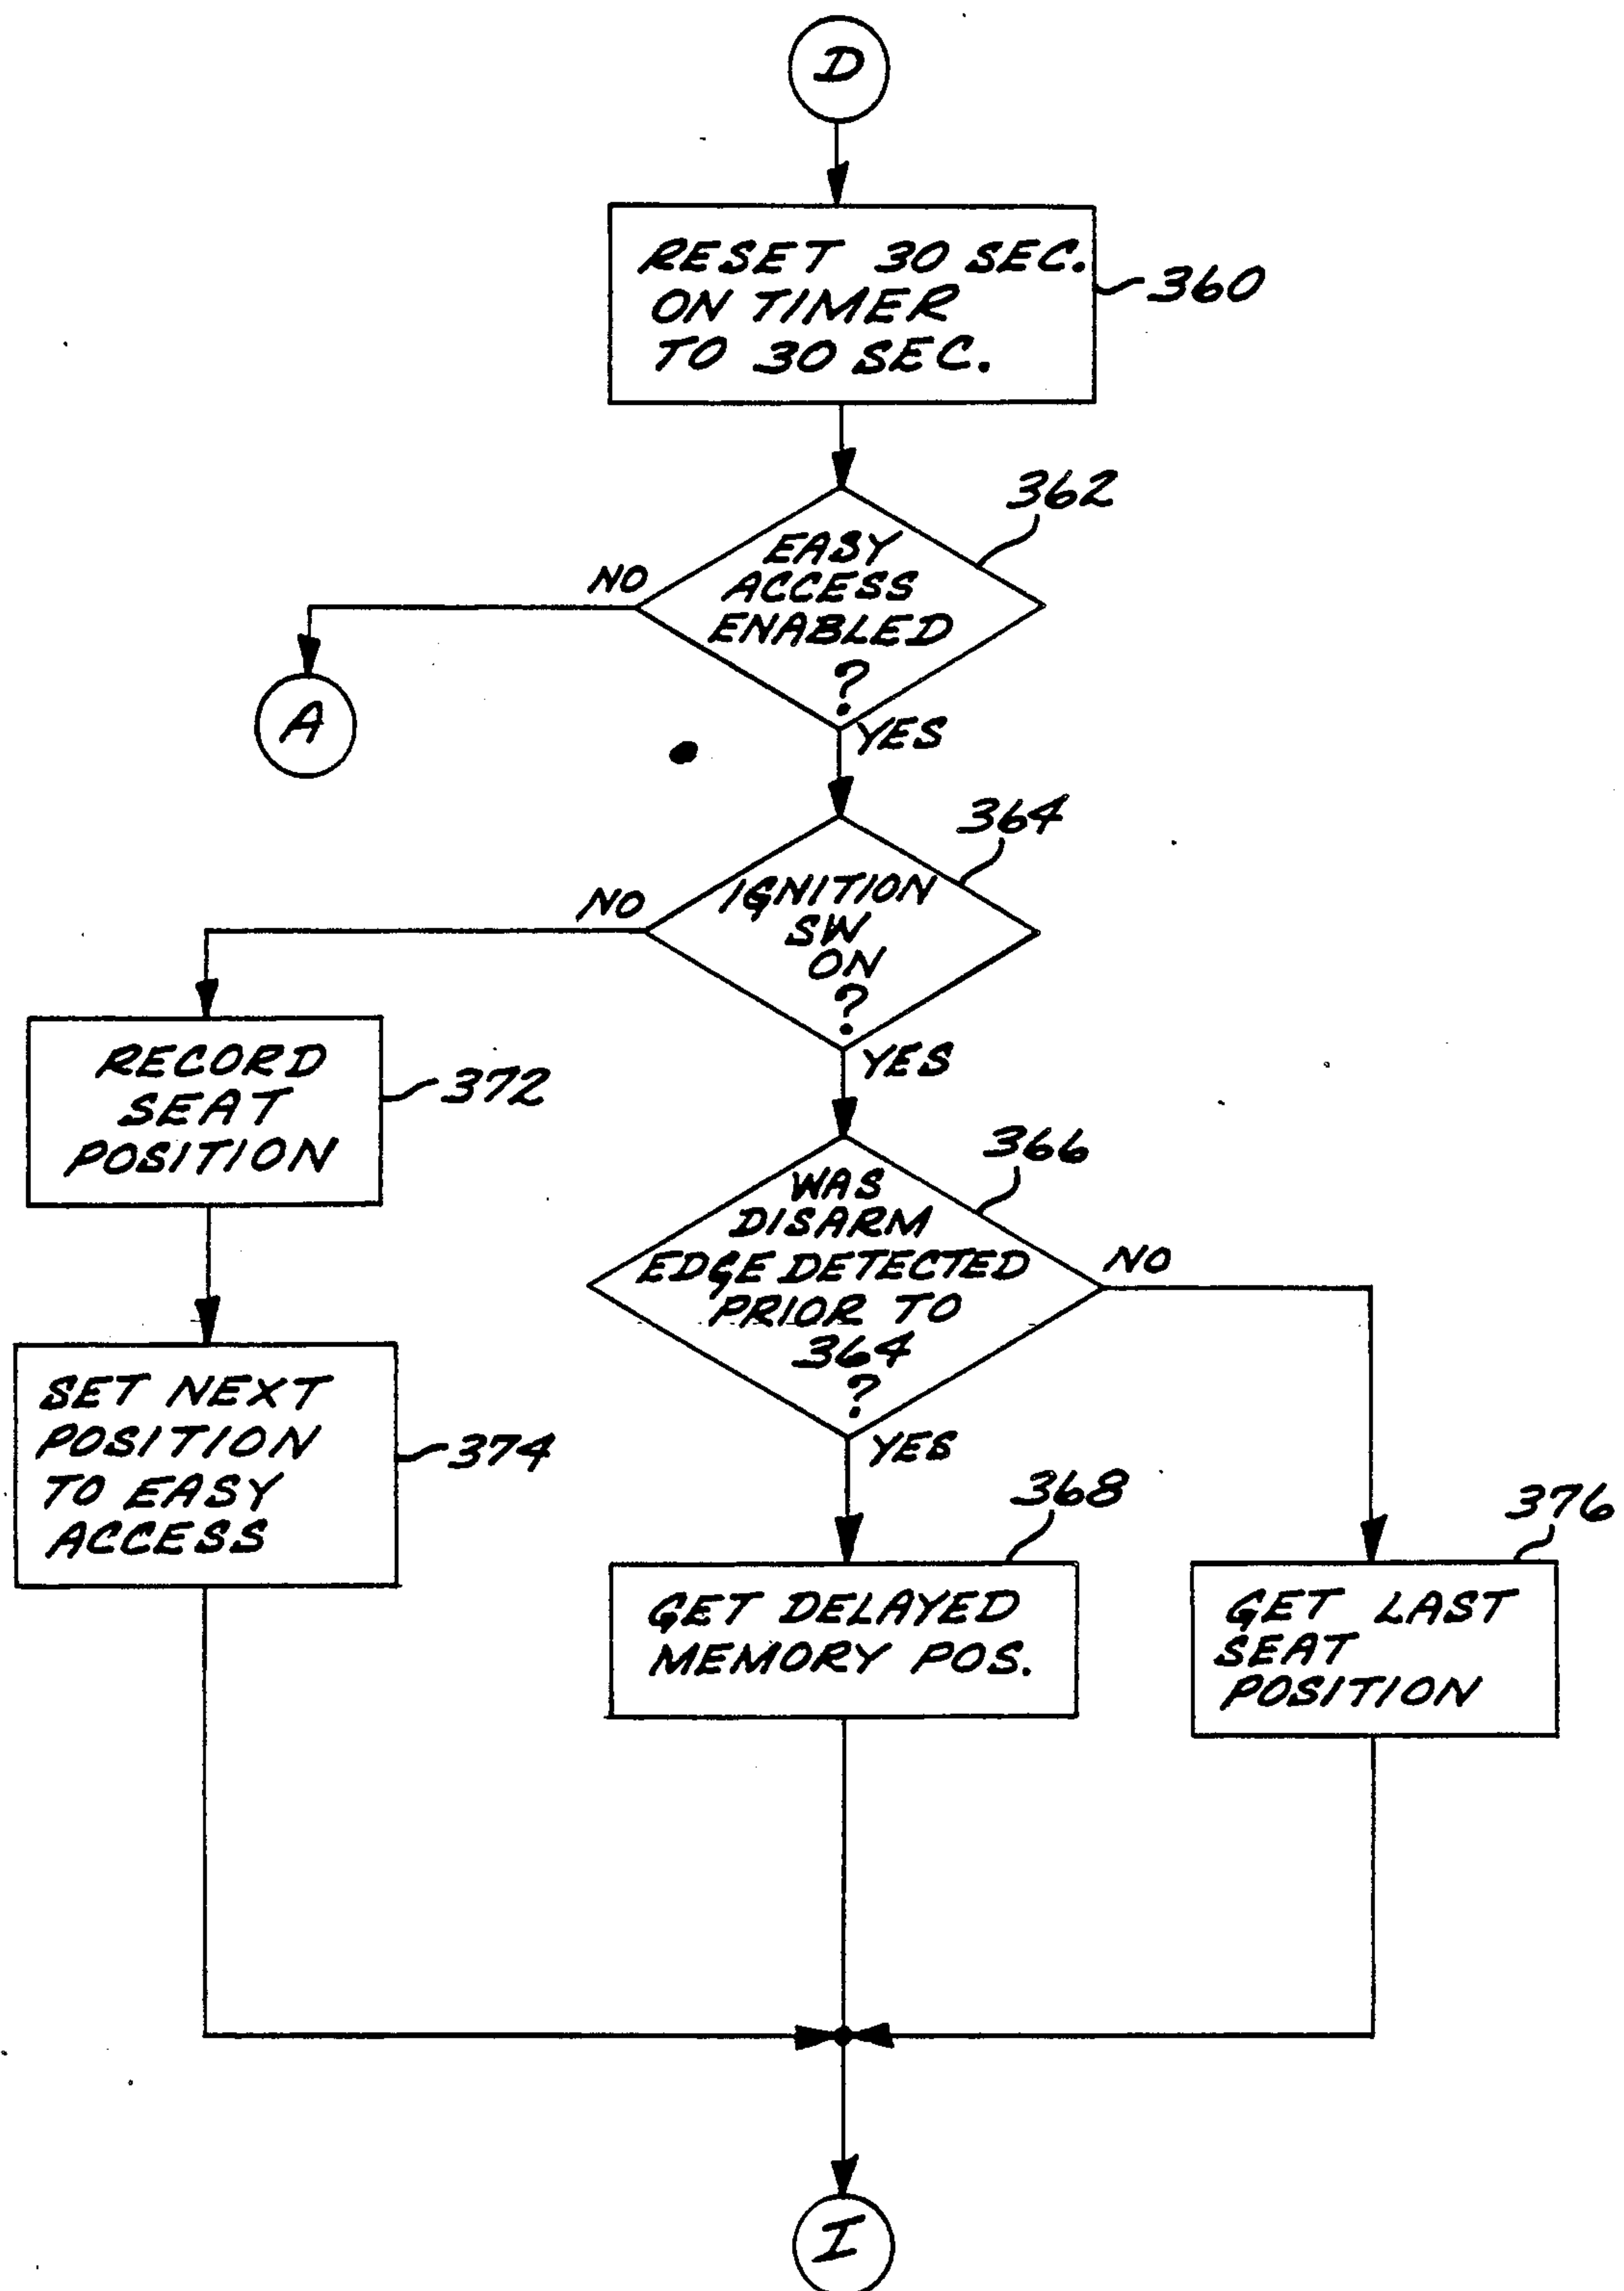 D
RESET 30 SEC.
ON TIMER
TO 30 SEC.
360
362
EASY
ACCESS
ENABLED
?
NO
A
YES
364
IGNITION
SW
ON
?
NO
YES
RECORD
SEAT
POSITION
372
366
WAS
DISARM
EDGE DETECTED
PRIOR TO
364
?
NO
YES
SET NEXT
POSITION
TO EASY
ACCESS
374
368
GET DELAYED
MEMORY POS.
376
GET LAST
SEAT
POSITION
I